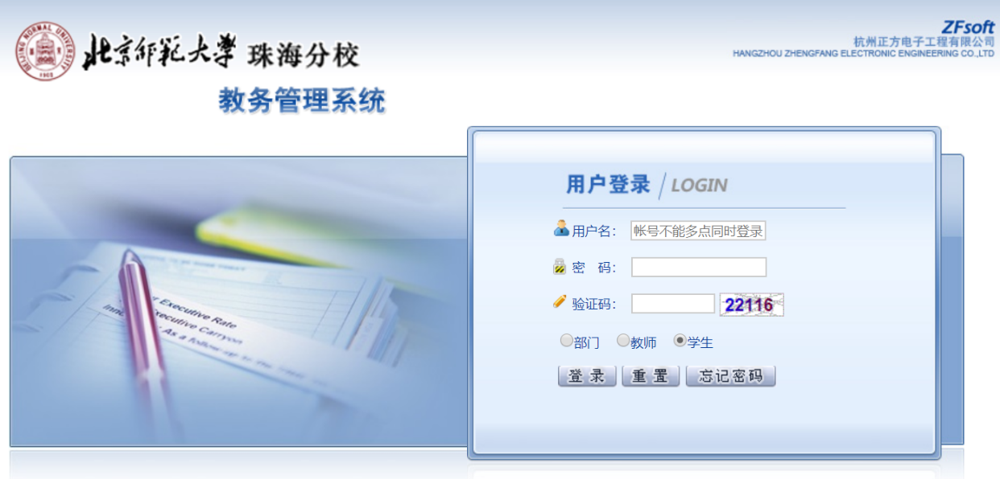 BEIJING NORMAL UNIVERSITY
1902
北京师范大学 珠海分校
教务管理系统
ZFsoft
杭州正方电子工程有限公司
HANGZHOU ZHENGFANG ELECTRONIC ENGINEERING CO.,LTD
Executive Rate
Executive Carryon
: As a follow-up to the
用户登录 / LOGIN
用户名: 帐号不能多点同时登录
密 码:
验证码: 22116
部门 教师 学生
登 录 重 置 忘记密码